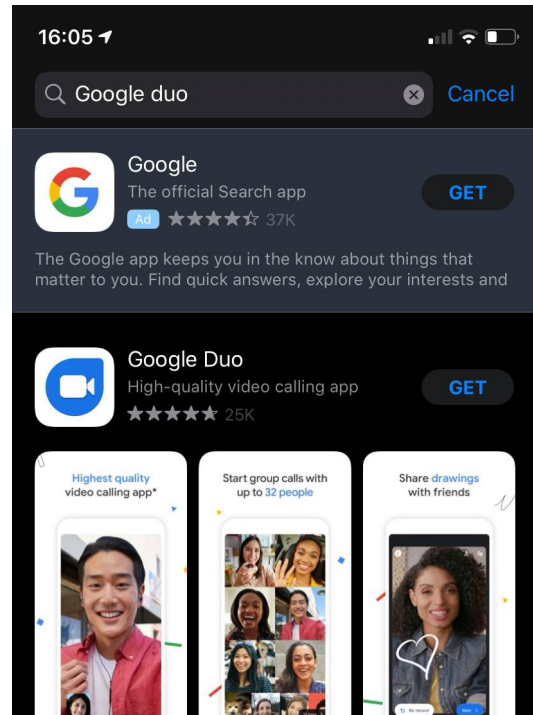 16:05
Google duo
Cancel
Google
The official Search app
GET
Ad 37K
The Google app keeps you in the know about things that
matter to you. Find quick answers, explore your interests and
Google Duo
High-quality video calling app
GET
25K
Highest quality
video calling app*
Start group calls with
up to 32 people
Share drawings
with friends
Re-record
Next